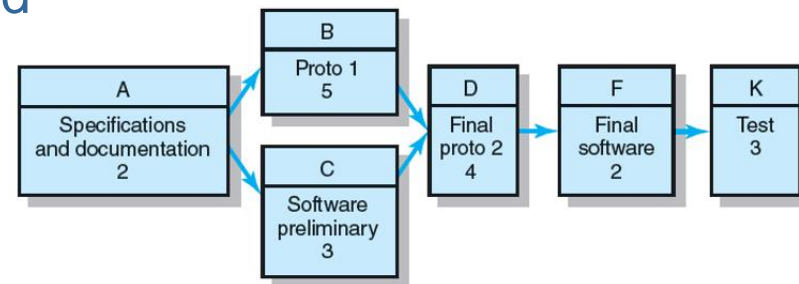 A
Specifications
and documentation
2
B
Proto 1
5
C
Software
preliminary
3
D
Final
proto 2
4
F
Final
software
2
K
Test
3